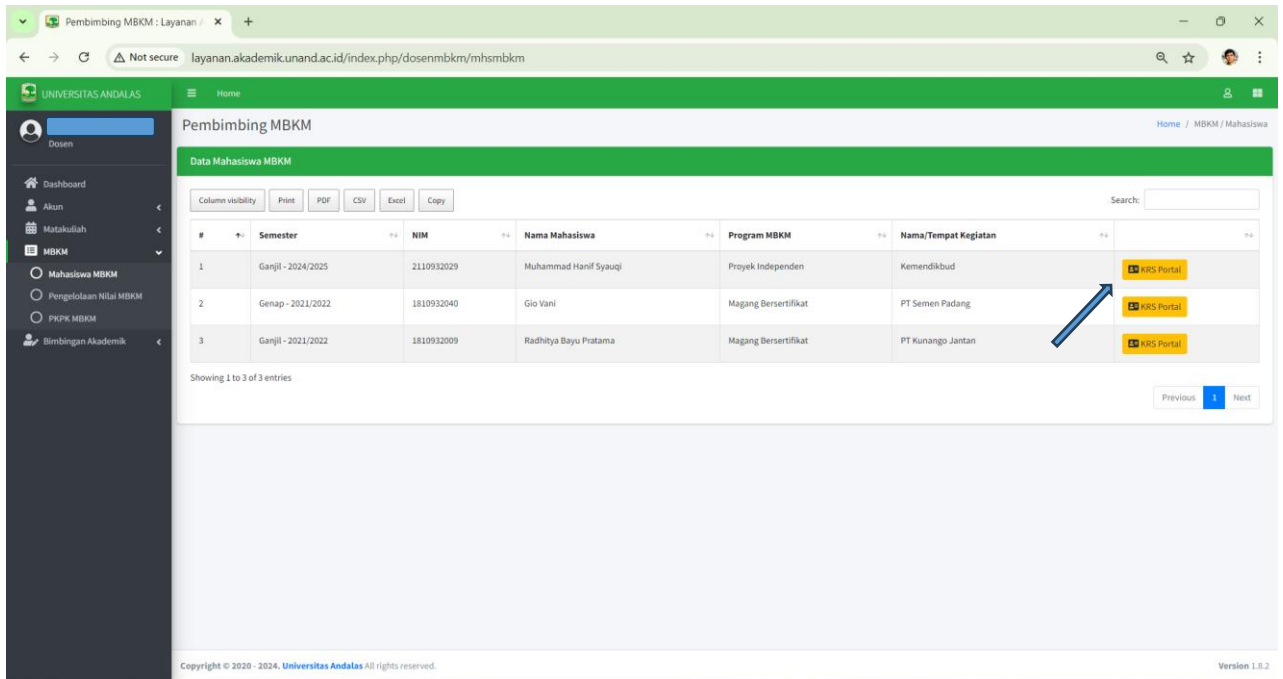 Pembimbing MBKM : Layanan A
Not secure layanan.akademik.unand.ac.id/index.php/dosenmbkm/mhsmbkm
UNIVERSITAS ANDALAS
Home
Dosen
Pembimbing MBKM
Home / MBKM / Mahasiswa
Dashboard
Akun
Matakuliah
MBKM
Mahasiswa MBKM
Pengelolaan Nilai MBKM
PKPK MBKM
Bimbingan Akademik
Data Mahasiswa MBKM
Column visibility Print PDF CSV Excel Copy Search:
# Semester NIM Nama Mahasiswa Program MBKM Nama/Tempat Kegiatan
1 Ganjil - 2024/2025 2110932029 Muhammad Hanif Syauqi Proyek Independen Kemendikbud KRS Portal
2 Genap - 2021/2022 1810932040 Gio Vani Magang Bersertifikat PT Semen Padang KRS Portal
3 Ganjil - 2021/2022 1810932009 Radhitya Bayu Pratama Magang Bersertifikat PT Kunango Jantan KRS Portal
Showing 1 to 3 of 3 entries
Previous 1 Next
Copyright © 2020 - 2024. Universitas Andalas All rights reserved. Version 1.8.2